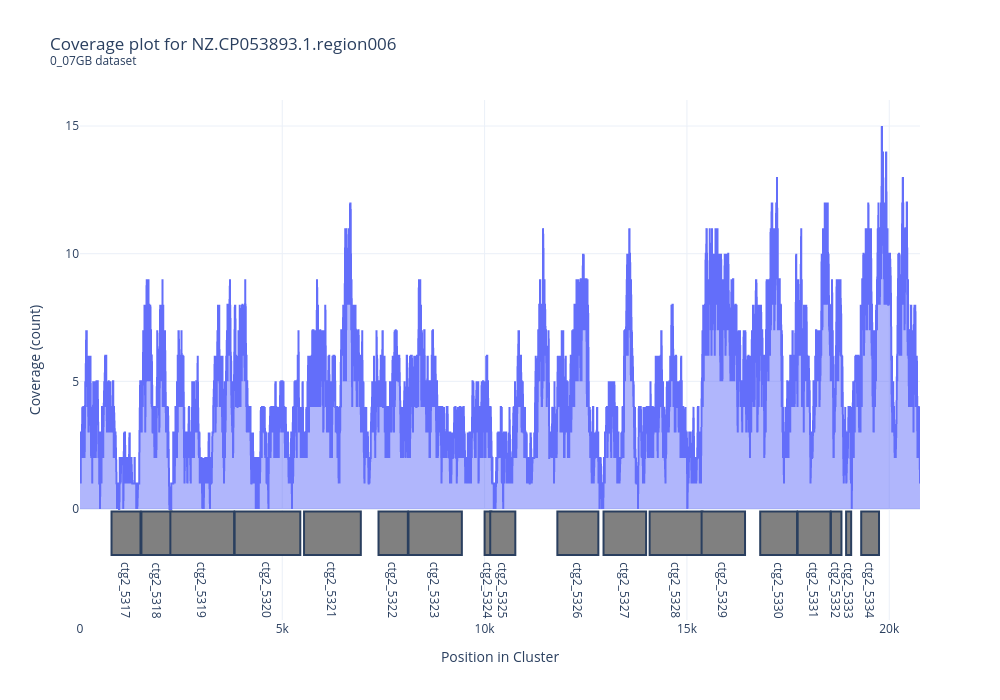 Coverage plot for NZ.CP053893.1.region006
0_07GB dataset
15
10
5
0
Coverage (count)
ctg2_5317
ctg2_5318
ctg2_5319
ctg2_5320
ctg2_5321
ctg2_5322
ctg2_5323
ctg2_5324
ctg2_5325
ctg2_5326
ctg2_5327
ctg2_5328
ctg2_5329
ctg2_5330
ctg2_5331
ctg2_5332
ctg2_5333
ctg2_5334
0 5k 10k 15k 20k
Position in Cluster